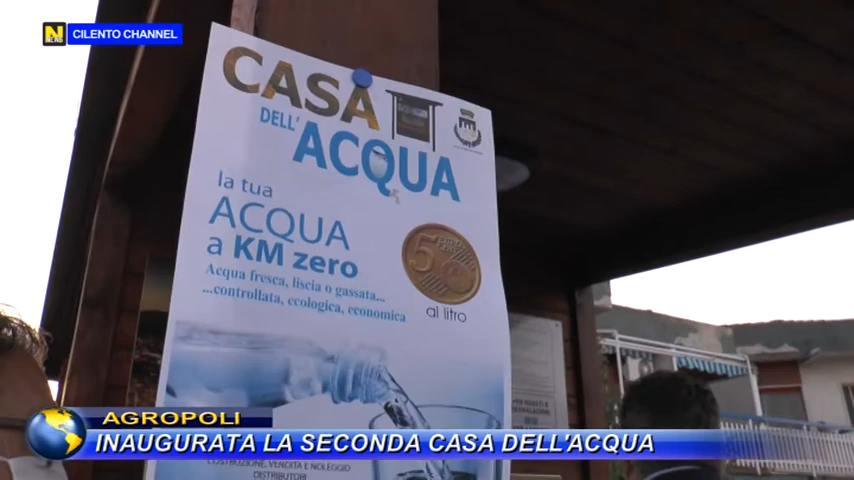 CILENTO CHANNEL
CASA
DELL'
ACQUA
la tua
ACQUA
a KM zero
Acqua fresca, liscia o gassata...
...controllata, ecologica, economica
5
al litro
AGROPOLI
INAUGURATA LA SECONDA CASA DELL'ACQUA
COSTRUZIONE, VENDITA E NOLEGGIO
DISTRIBUTORI